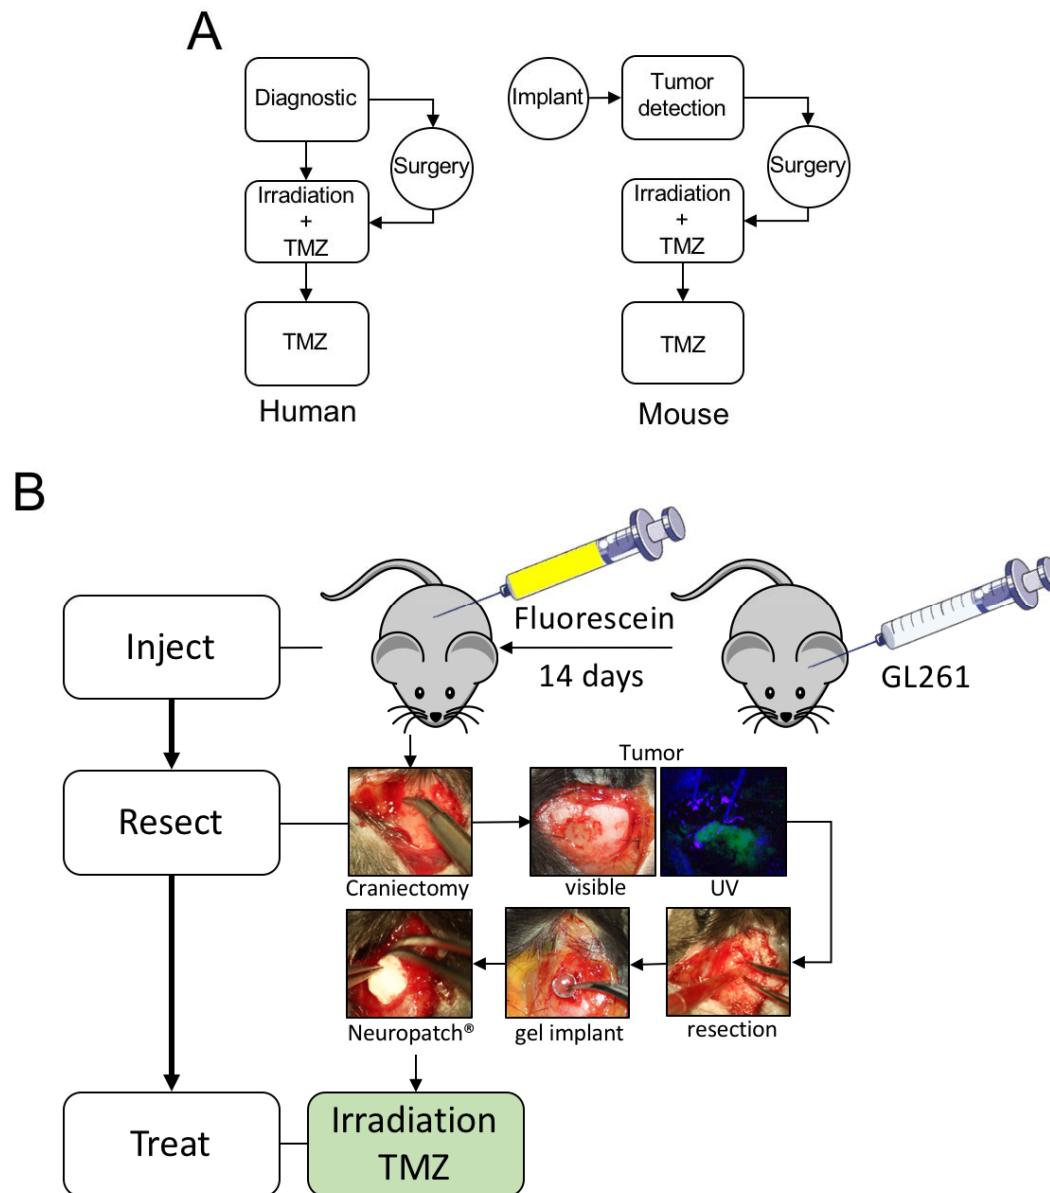 A
Diagnostic
Surgery
Irradiation
+
TMZ
TMZ
Human
Implant
Tumor
detection
Surgery
Irradiation
+
TMZ
TMZ
Mouse
B
Inject
Fluorescein
14 days
GL261
Resect
Tumor
Craniectomy
visible
UV
Neuropatch®
gel implant
resection
Treat
Irradiation
TMZ